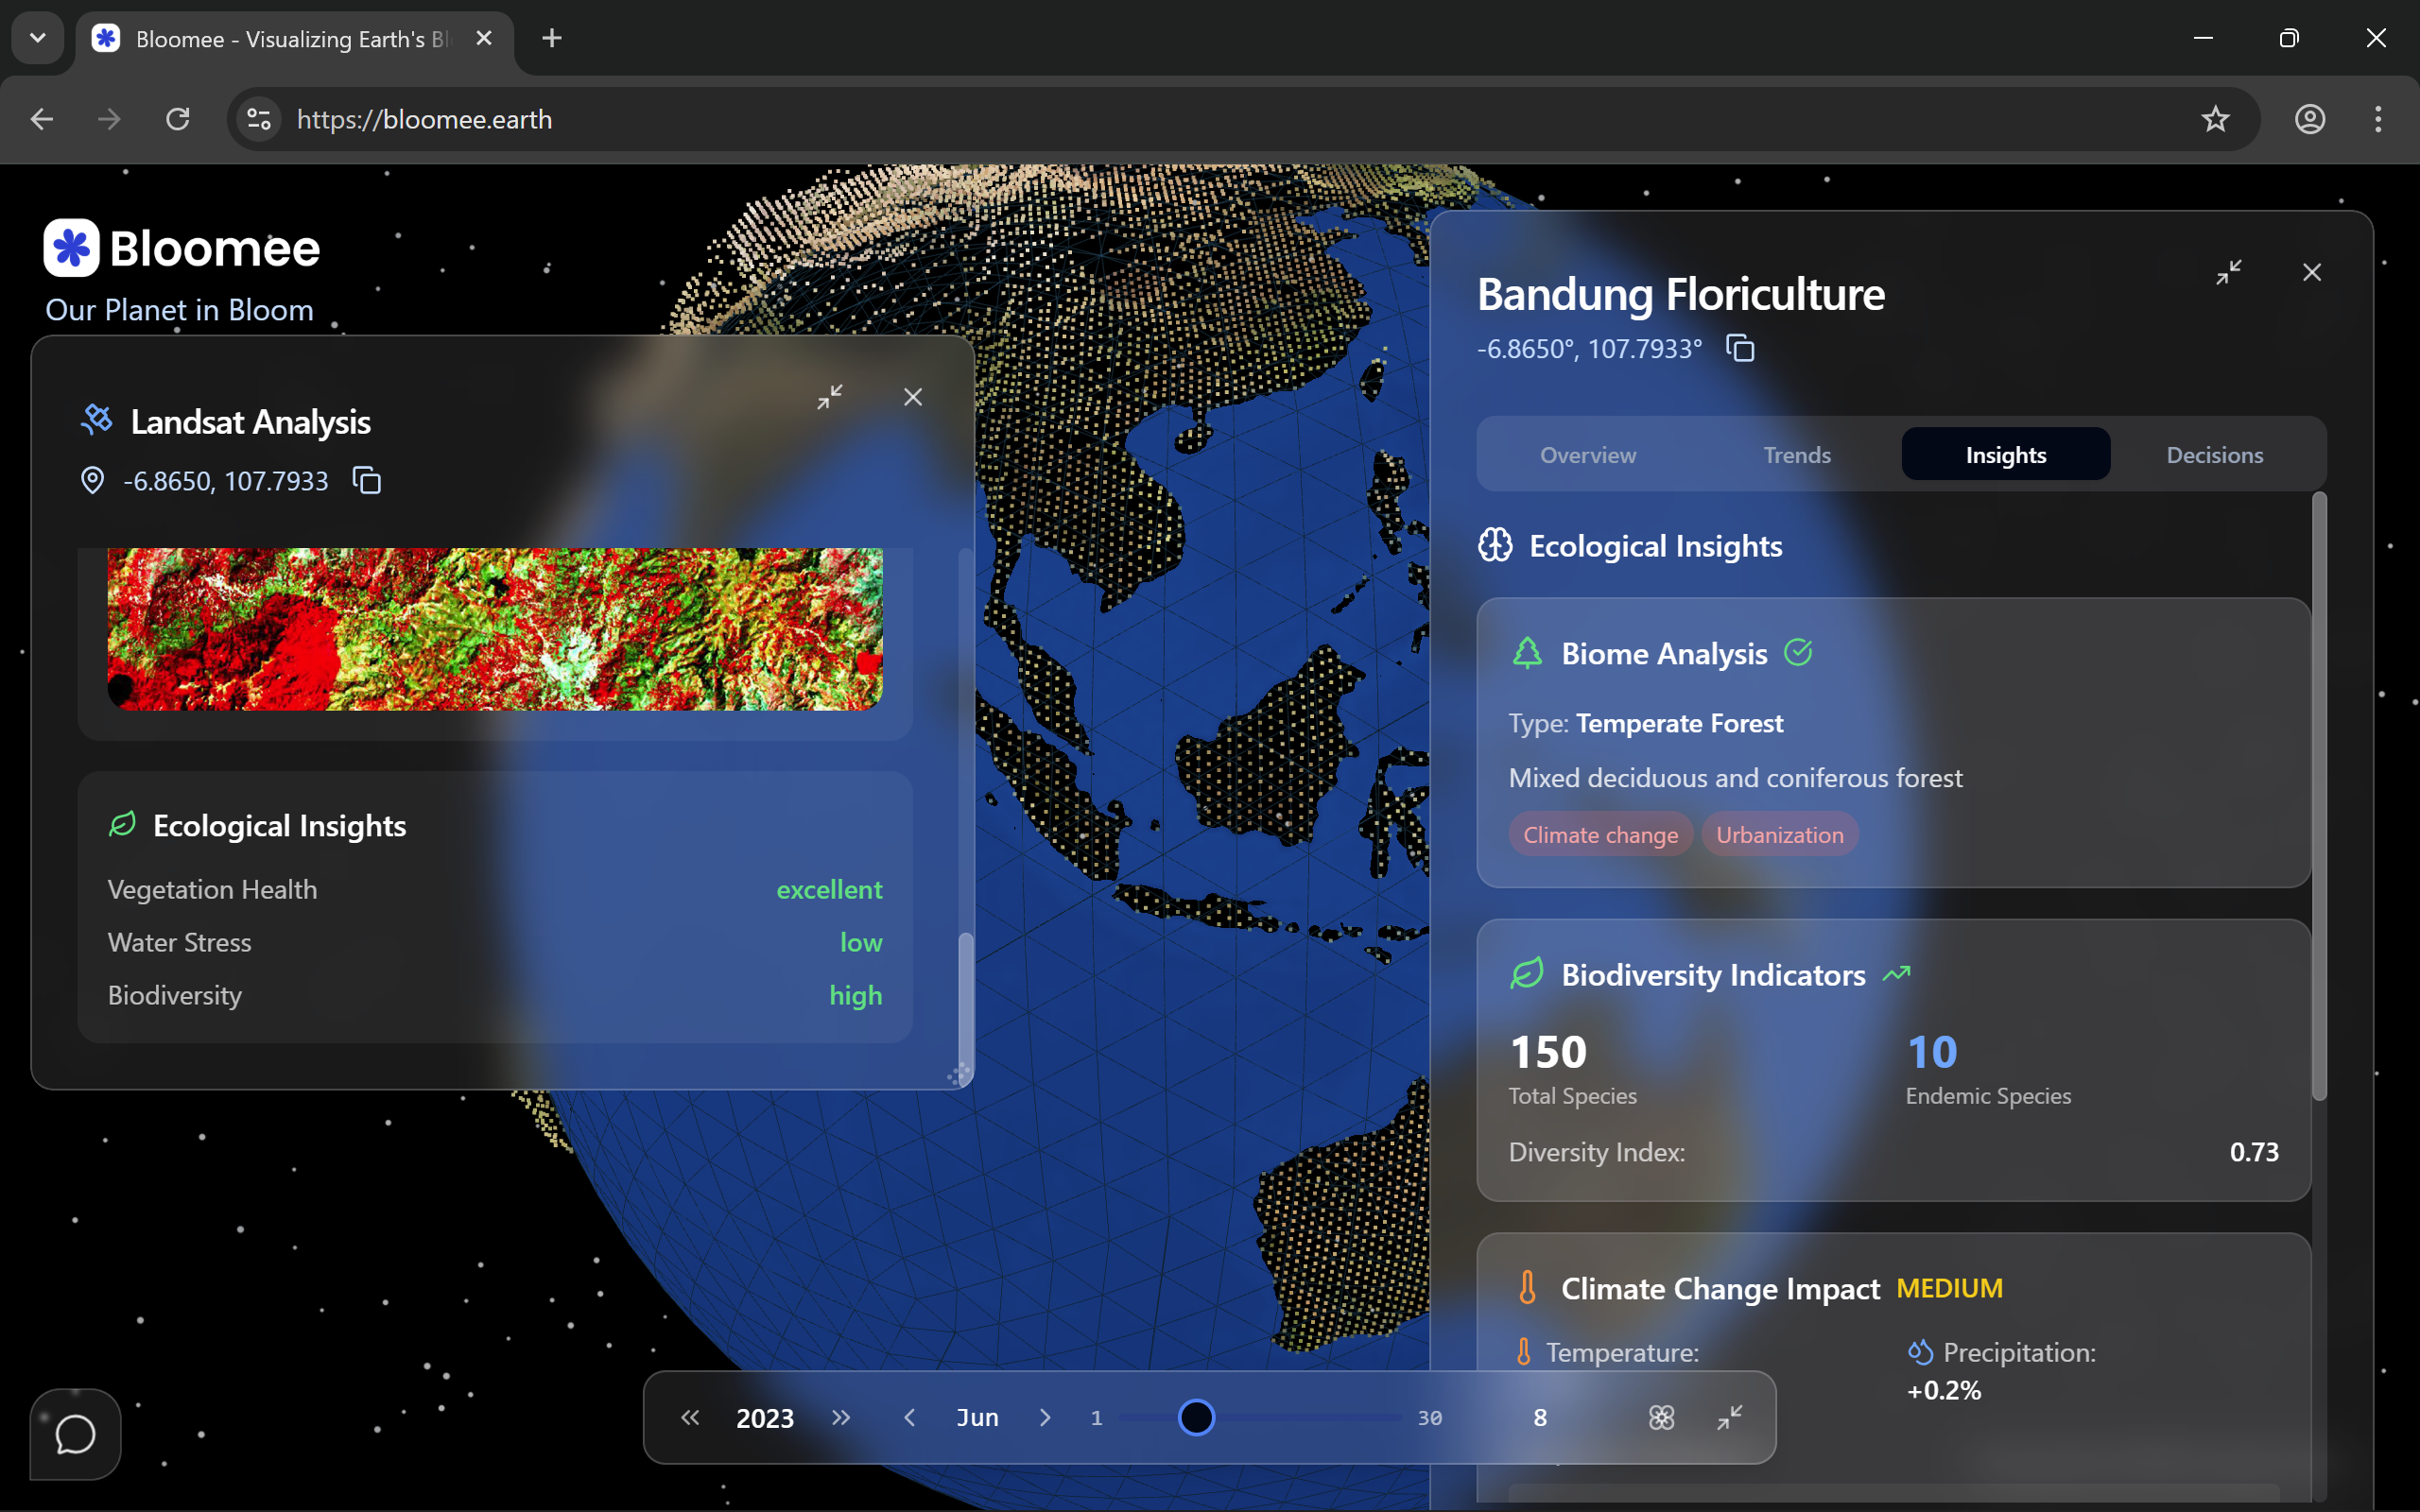 Bloomee - Visualizing Earth's Bl
https://bloomee.earth
Bloomee
Our Planet in Bloom
Landsat Analysis
-6.8650, 107.7933
Ecological Insights
Vegetation Health excellent
Water Stress low
Biodiversity high
Bandung Floriculture
-6.8650°, 107.7933°
Overview Trends Insights Decisions
Ecological Insights
Biome Analysis
Type: Temperate Forest
Mixed deciduous and coniferous forest
Climate change Urbanization
Biodiversity Indicators
150 10
Total Species Endemic Species
Diversity Index: 0.73
Climate Change Impact MEDIUM
Temperature: Precipitation:
+0.2%
2023 Jun 1 30 8